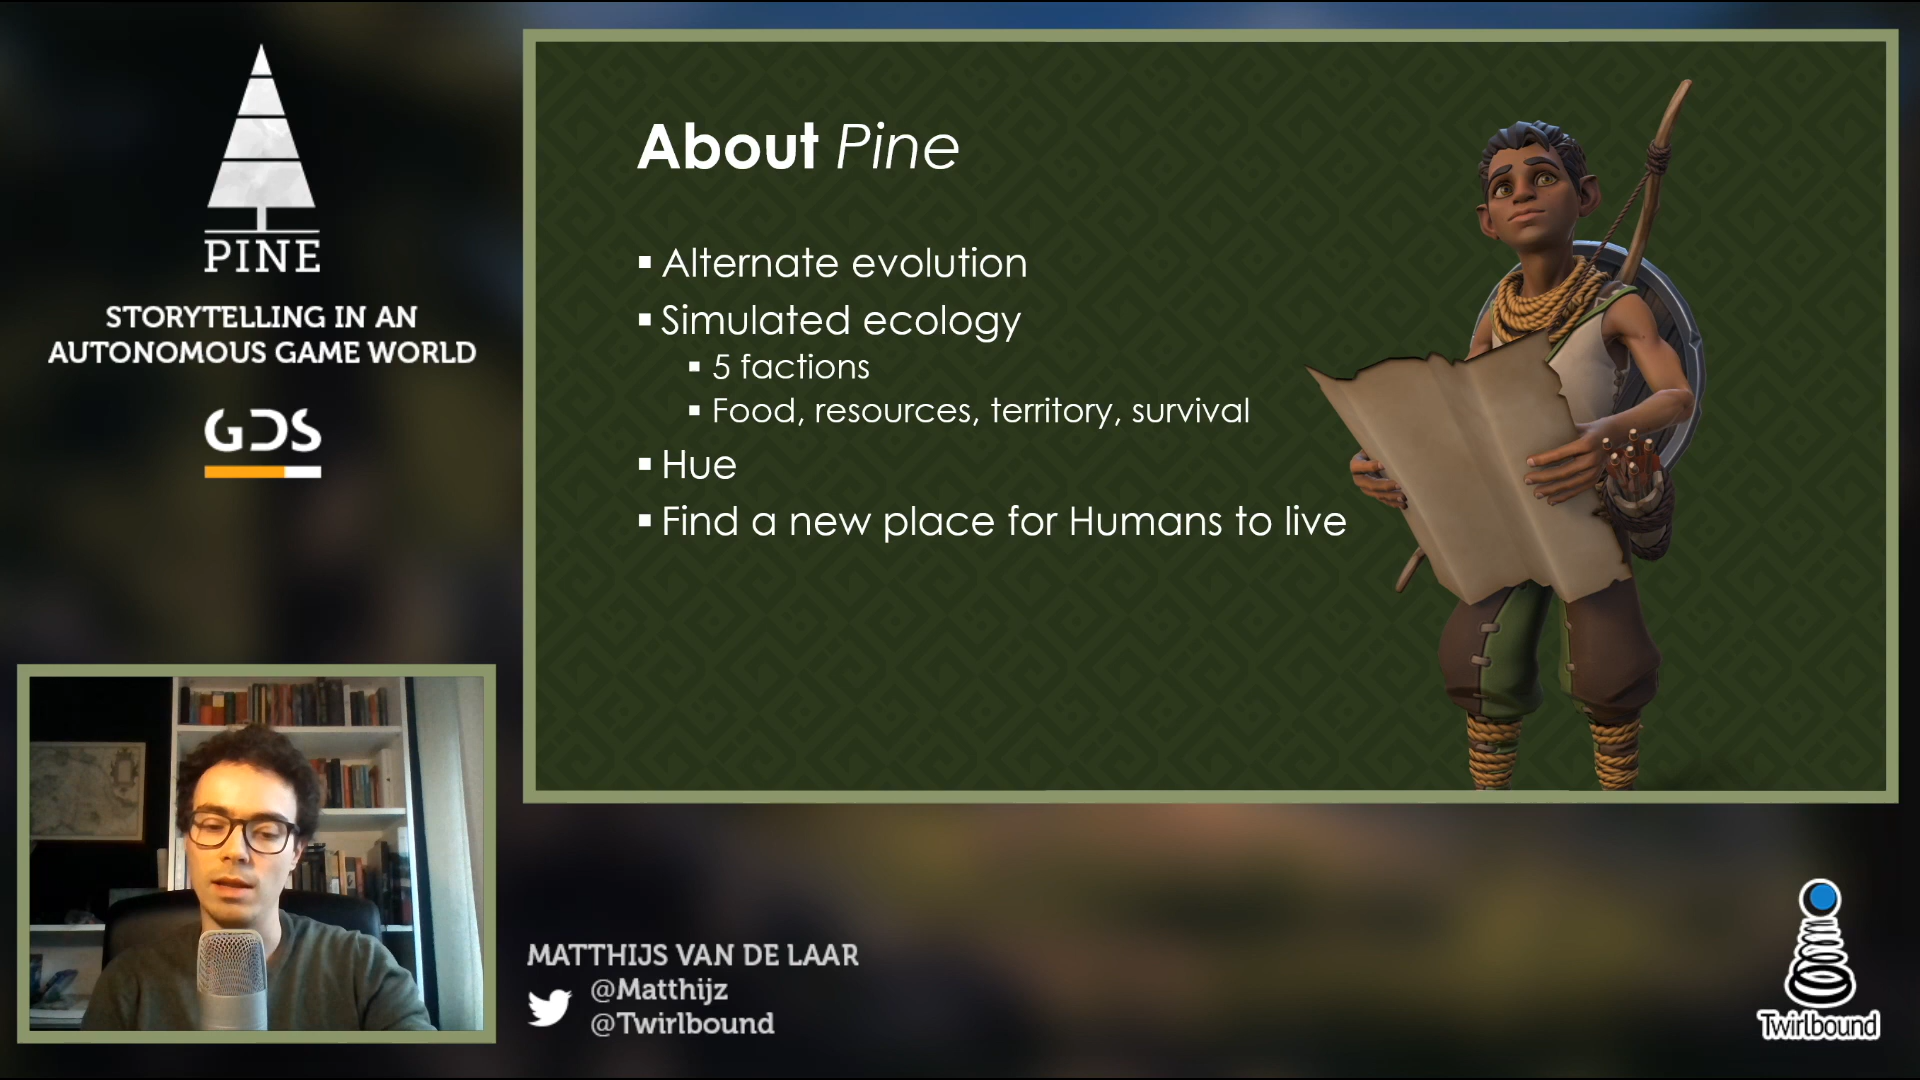 PINE
STORYTELLING IN AN
AUTONOMOUS GAME WORLD
GDS
About Pine
▪ Alternate evolution
▪ Simulated ecology
▪ 5 factions
▪ Food, resources, territory, survival
▪ Hue
▪ Find a new place for Humans to live
MATTHIJS VAN DE LAAR
@Matthijz
@Twirlbound
Twirlbound